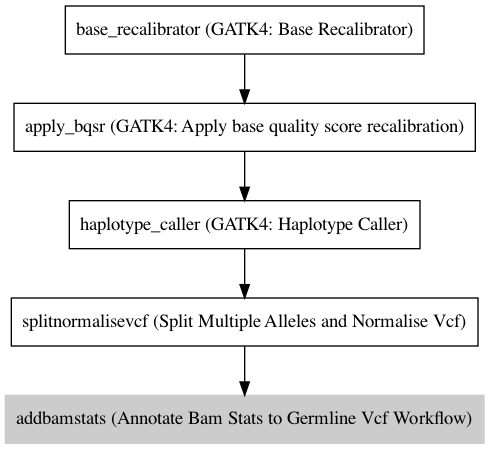 base_recalibrator (GATK4: Base Recalibrator)
apply_bqsr (GATK4: Apply base quality score recalibration)
haplotype_caller (GATK4: Haplotype Caller)
splitnormalisevcf (Split Multiple Alleles and Normalise Vcf)
addbamstats (Annotate Bam Stats to Germline Vcf Workflow)